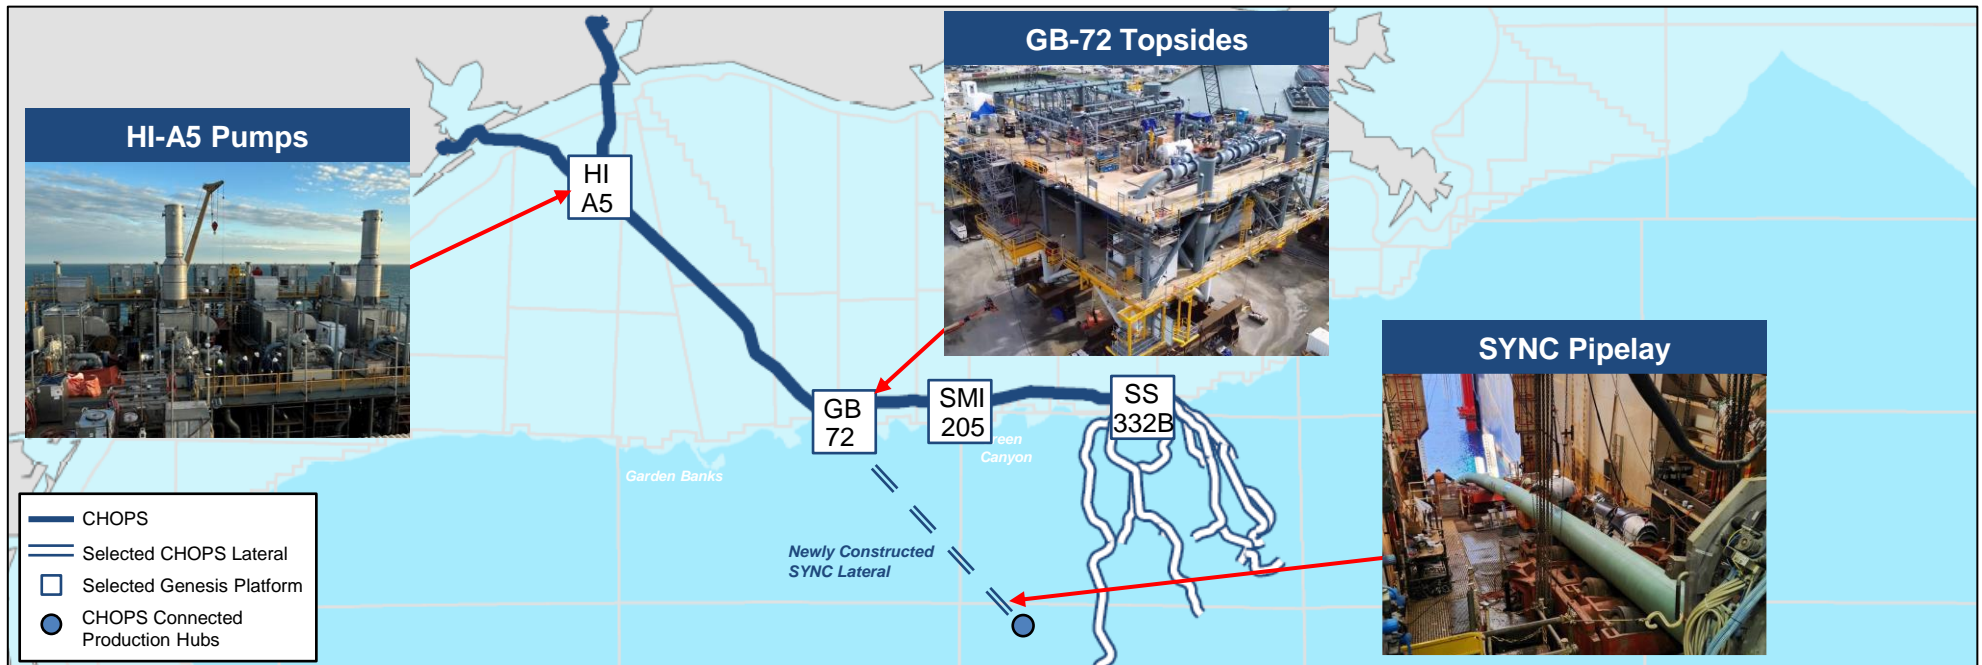 GB-72 Topsides
HI-A5 Pumps
HI
A5
SYNC Pipelay
GB
72
SMI
205
SS
332B
reen
Canyon
Garden Banks
Newly Constructed
SYNC Lateral
CHOPS
Selected CHOPS Lateral
Selected Genesis Platform
CHOPS Connected
Production Hubs